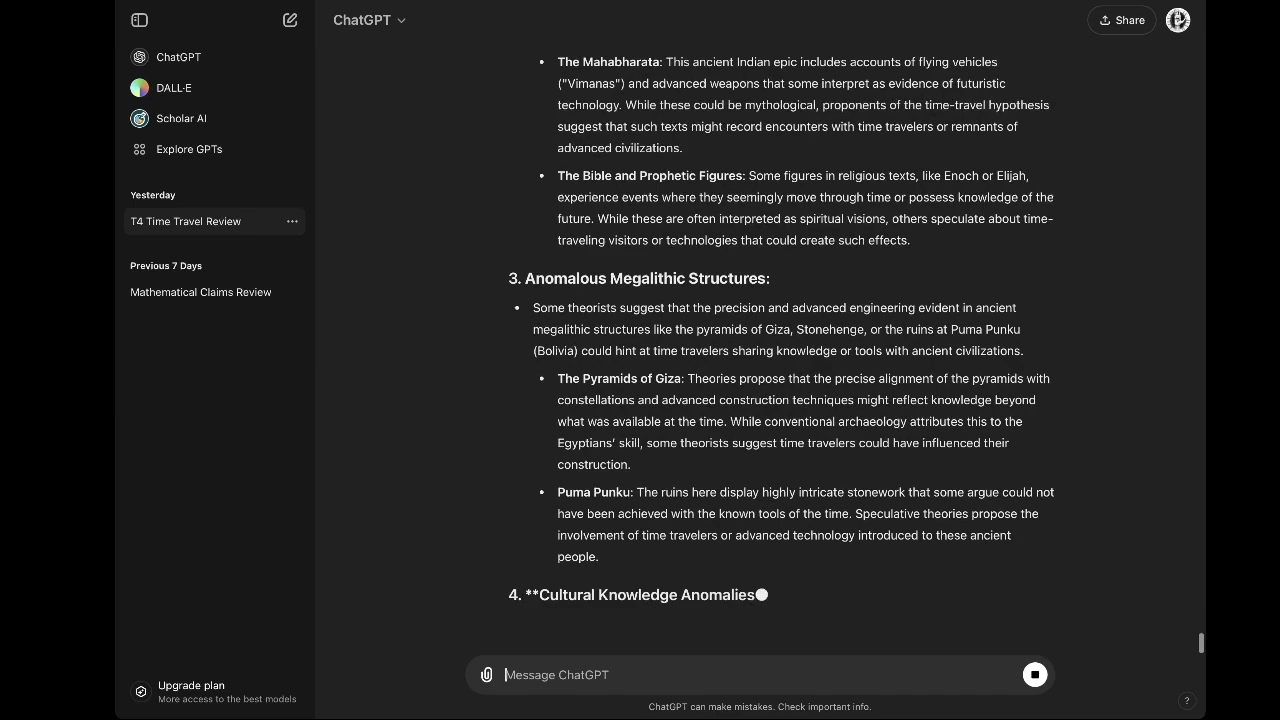 ChatGPT
Share
ChatGPT
DALL·E
Scholar AI
Explore GPTs
Yesterday
T4 Time Travel Review
Previous 7 Days
Mathematical Claims Review
Upgrade plan
More access to the best models
• The Mahabharata: This ancient Indian epic includes accounts of flying vehicles
("Vimanas") and advanced weapons that some interpret as evidence of futuristic
technology. While these could be mythological, proponents of the time-travel hypothesis
suggest that such texts might record encounters with time travelers or remnants of
advanced civilizations.
• The Bible and Prophetic Figures: Some figures in religious texts, like Enoch or Elijah,
experience events where they seemingly move through time or possess knowledge of the
future. While these are often interpreted as spiritual visions, others speculate about time-
traveling visitors or technologies that could create such effects.
3. Anomalous Megalithic Structures:
• Some theorists suggest that the precision and advanced engineering evident in ancient
megalithic structures like the pyramids of Giza, Stonehenge, or the ruins at Puma Punku
(Bolivia) could hint at time travelers sharing knowledge or tools with ancient civilizations.
• The Pyramids of Giza: Theories propose that the precise alignment of the pyramids with
constellations and advanced construction techniques might reflect knowledge beyond
what was available at the time. While conventional archaeology attributes this to the
Egyptians' skill, some theorists suggest time travelers could have influenced their
construction.
• Puma Punku: The ruins here display highly intricate stonework that some argue could not
have been achieved with the known tools of the time. Speculative theories propose the
involvement of time travelers or advanced technology introduced to these ancient
people.
4. **Cultural Knowledge Anomalies
Message ChatGPT
ChatGPT can make mistakes. Check important info.
?